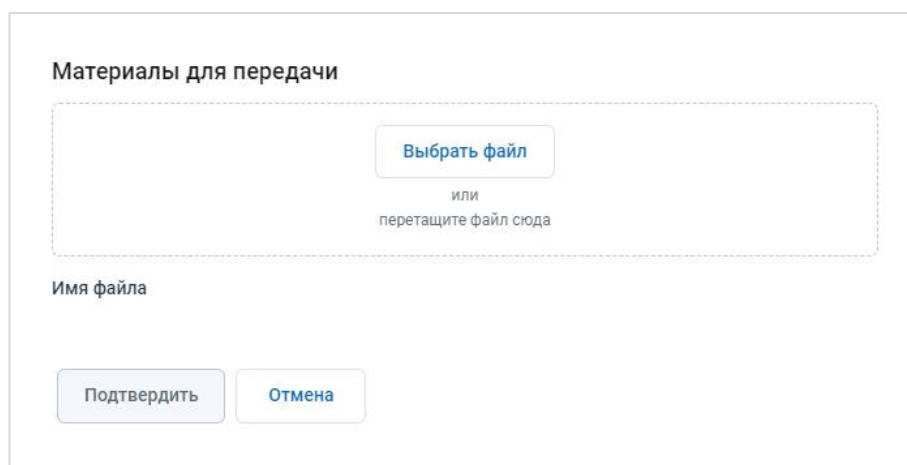 Материалы для передачи
Выбрать файл
или
перетащите файл сюда
Имя файла
Подтвердить
Отмена